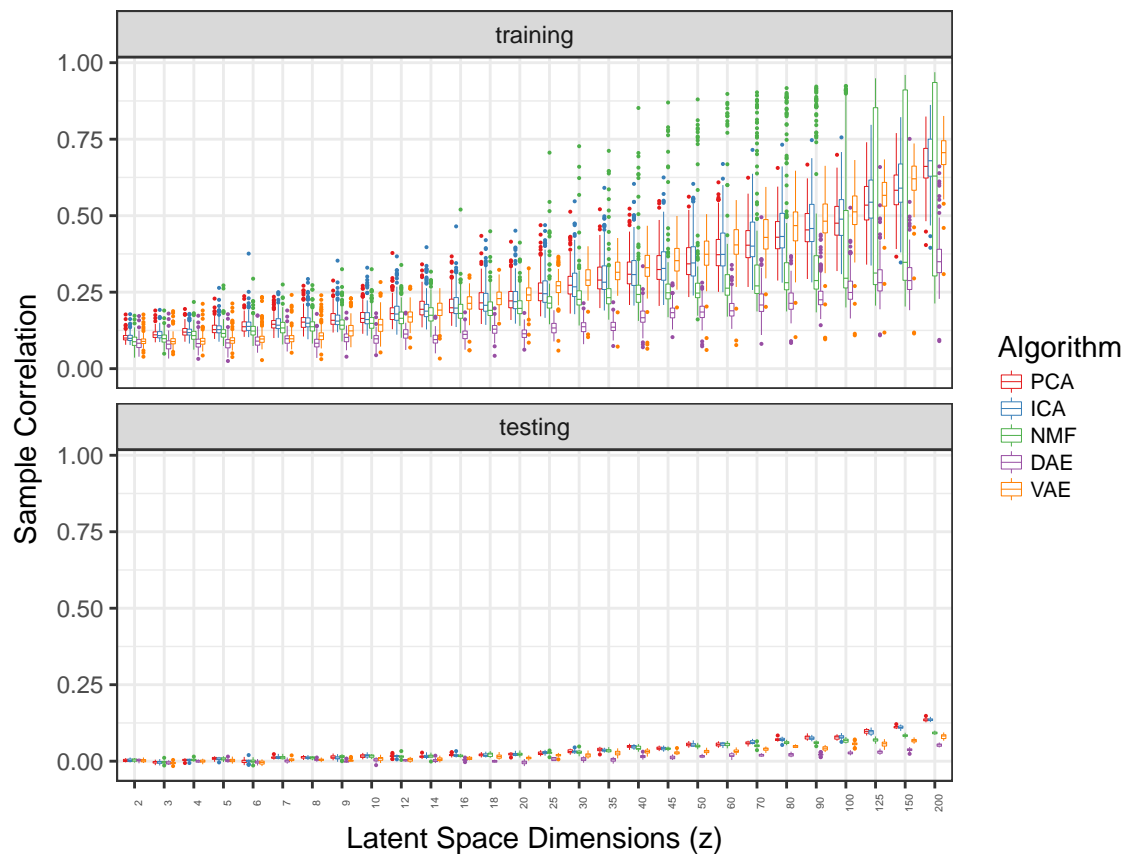 training
1.00
0.75
0.50
0.25
0.00
testing
1.00
0.75
0.50
0.25
0.00
Sample Correlation
2 3 4 5 6 7 8 9 10 12 14 16 18 20 25 30 35 40 45 50 60 70 80 90 100 125 150 200
Latent Space Dimensions (z)
Algorithm
PCA
ICA
NMF
DAE
VAE